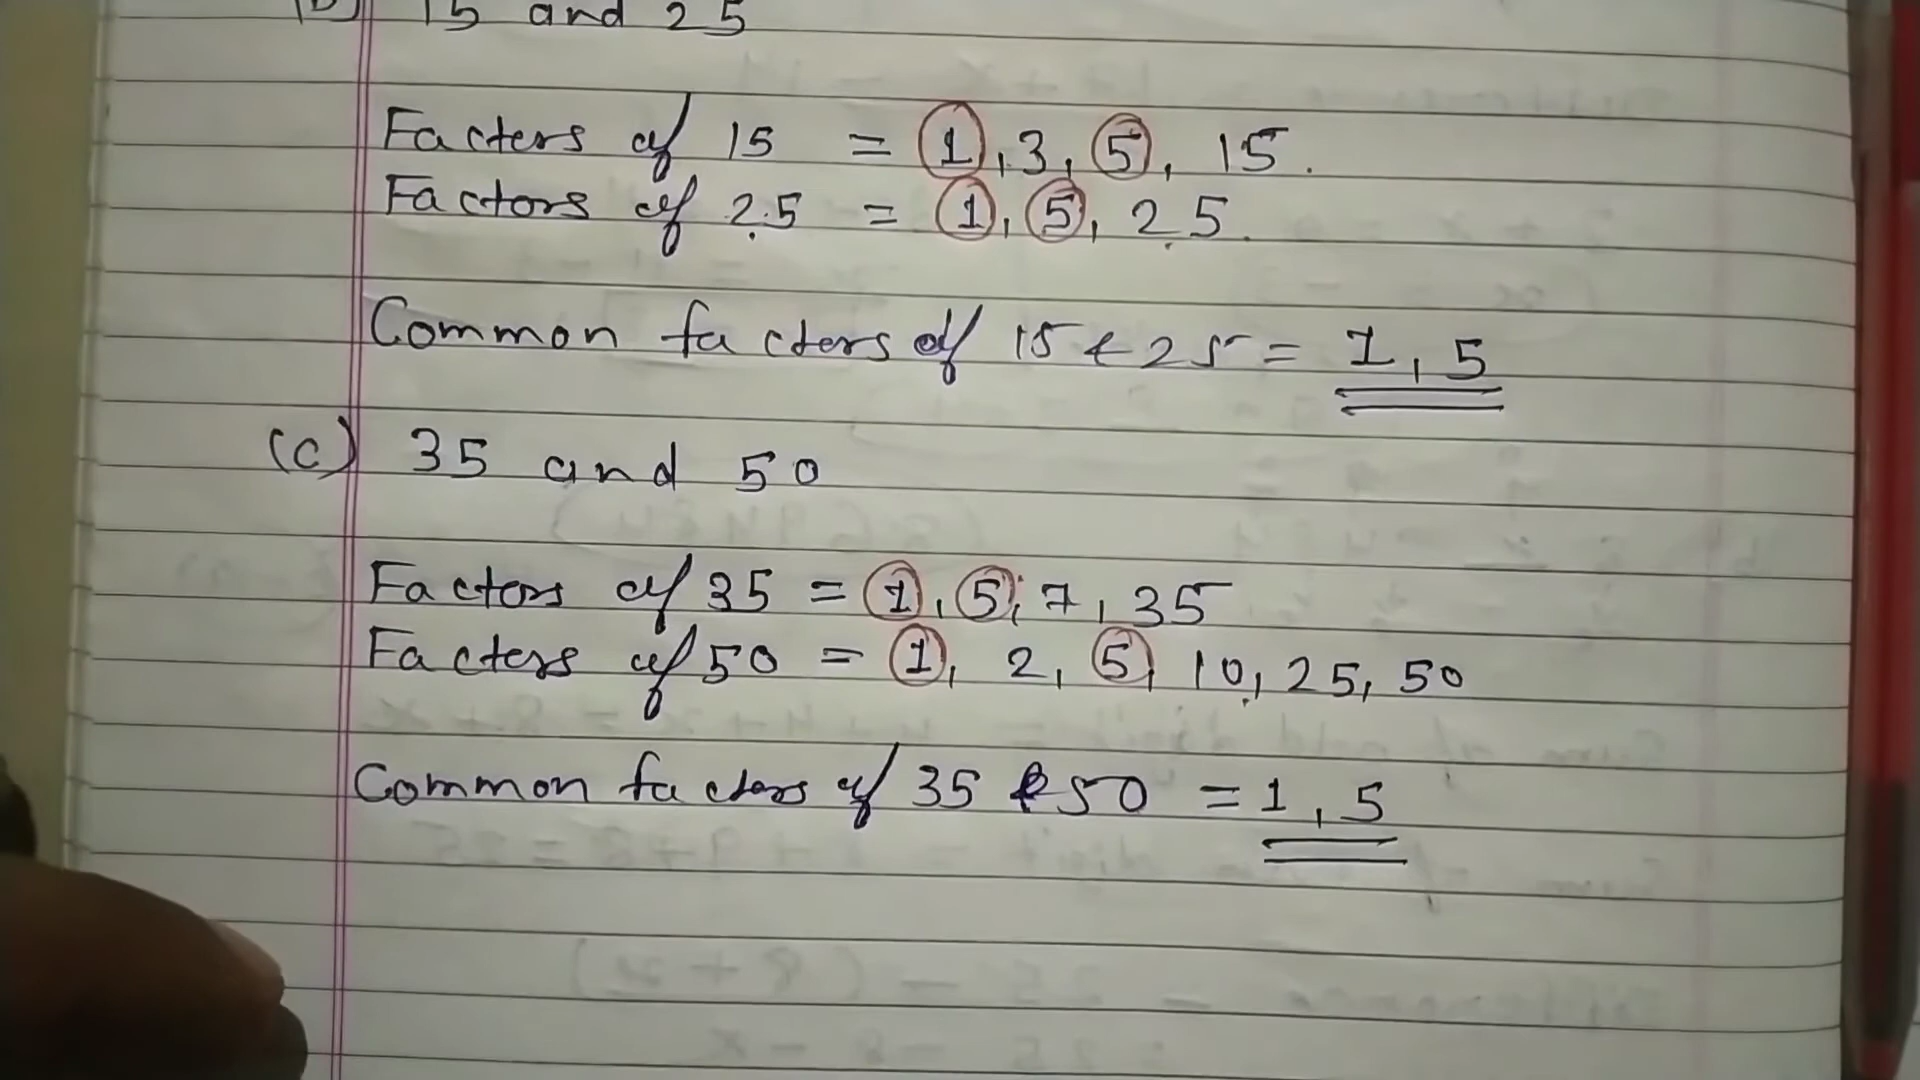 (b) 15 and 25
Facters of 15 = 1, 3, 5, 15.
Factors of 25 = 1, 5, 25.
Common facters of 15 & 25 = 1, 5
(c) 35 and 50
Factors of 35 = 1, 5, 7, 35
Facters of 50 = 1, 2, 5, 10, 25, 50
Common factors of 35 & 50 = 1, 5